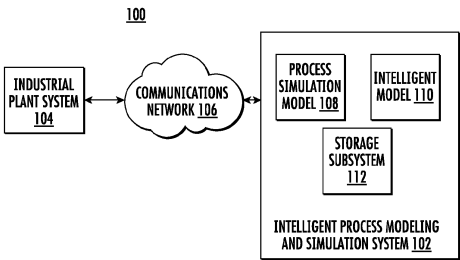 100
INDUSTRIAL
PLANT SYSTEM
104
COMMUNICATIONS
NETWORK 106
PROCESS
SIMULATION
MODEL 108
INTELLIGENT
MODEL 110
STORAGE
SUBSYSTEM
112
INTELLIGENT PROCESS MODELING
AND SIMULATION SYSTEM 102